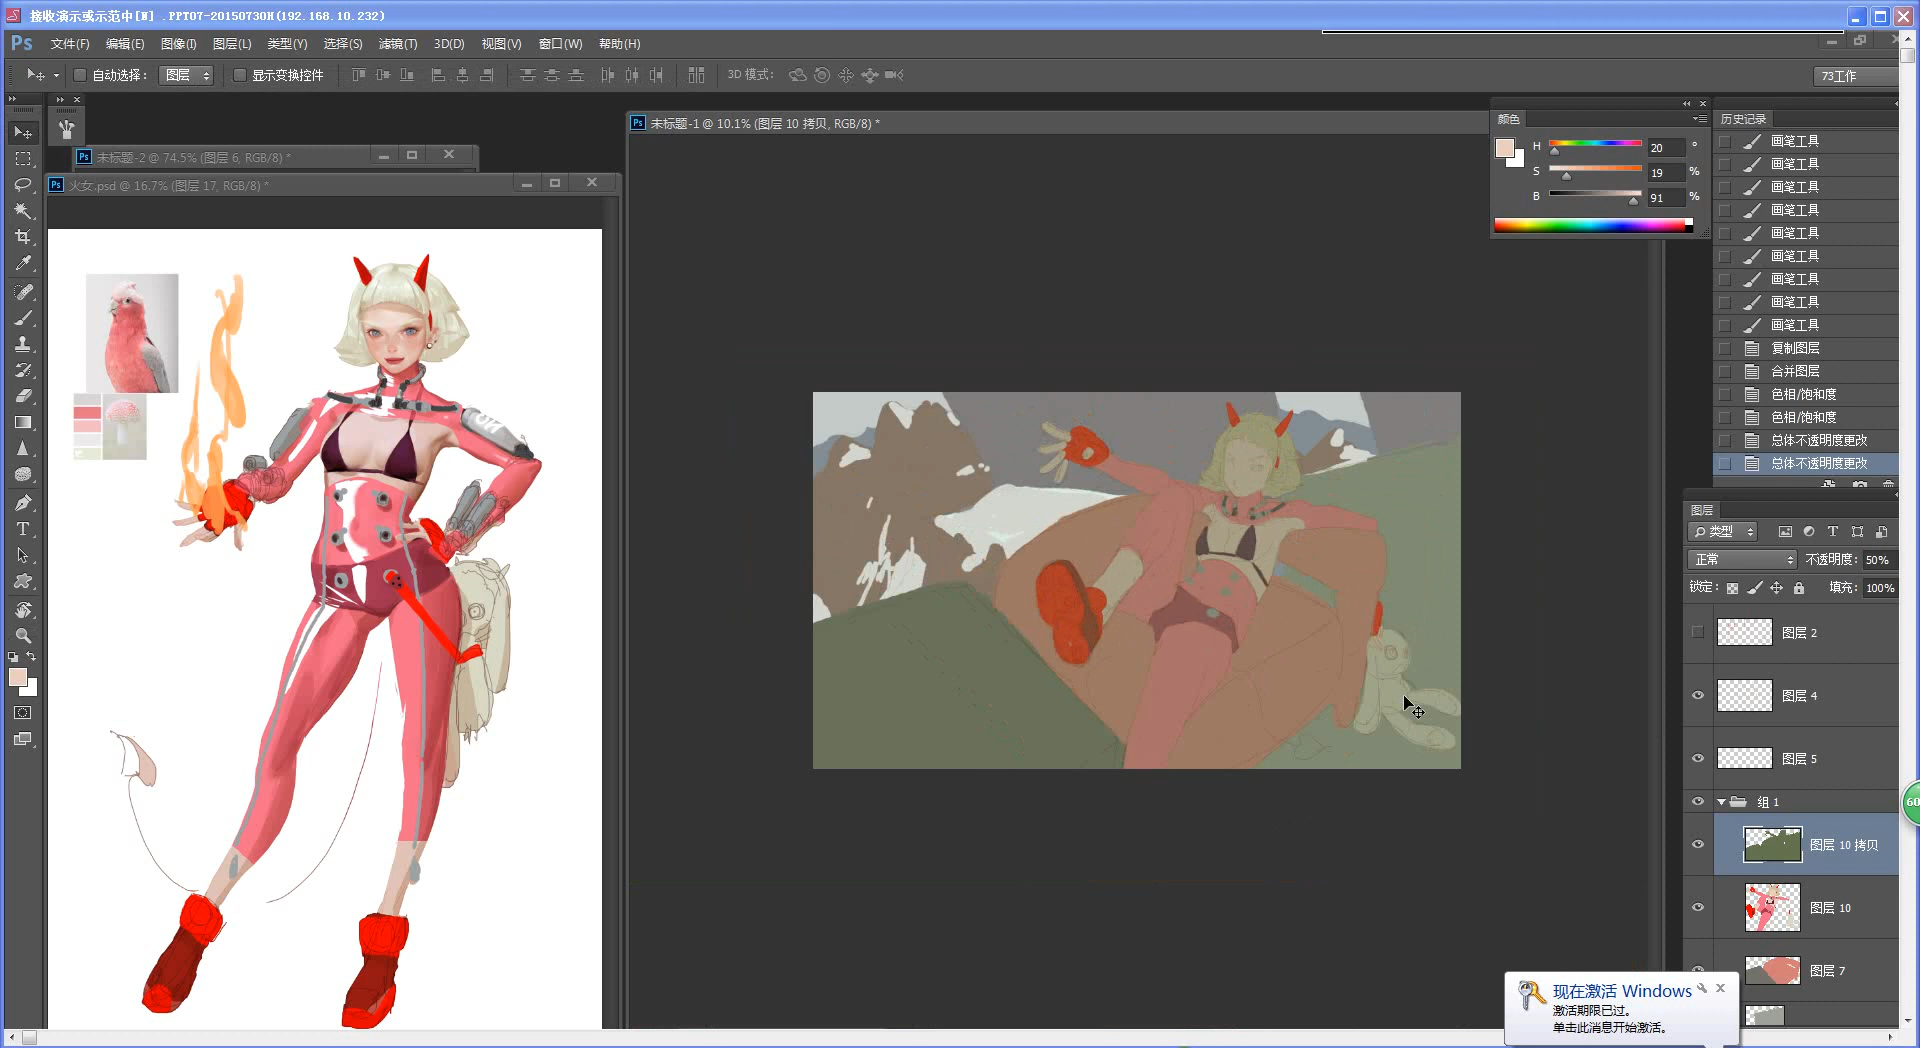 接收演示或示范中[N] .PPT07-20150730H(192.168.10.232)
Ps 文件(F) 编辑(E) 图像(I) 图层(L) 类型(Y) 选择(S) 滤镜(T) 3D(D) 视图(V) 窗口(W) 帮助(H)
自动选择： 图层 显示变换控件 3D 模式： 73工作
Ps 未标题-2 @ 74.5% (图层 6, RGB/8) *
Ps 火女.psd @ 16.7% (图层 17, RGB/8) *
Ps 未标题-1 @ 10.1% (图层 10 拷贝, RGB/8) *
颜色
H 20 °
S 19 %
B 91 %
历史记录
画笔工具
画笔工具
画笔工具
画笔工具
画笔工具
画笔工具
画笔工具
画笔工具
画笔工具
复制图层
合并图层
色相/饱和度
色相/饱和度
总体不透明度更改
总体不透明度更改
图层
类型 T
正常 不透明度： 50%
锁定： 填充： 100%
图层 2
图层 4
图层 5
组 1
图层 10 拷贝
图层 10
图层 7
60
T
现在激活 Windows
激活期限已过。
单击此消息开始激活。